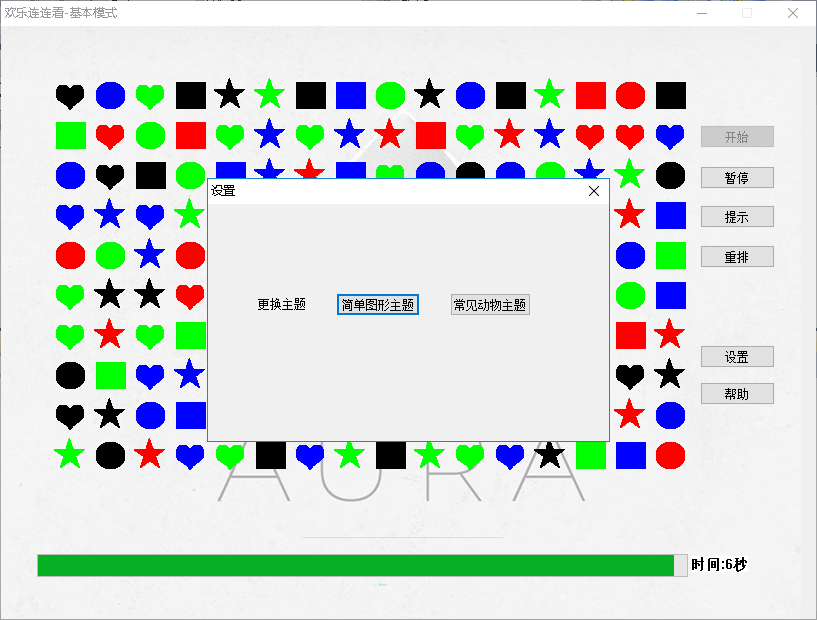 欢乐连连看-基本模式
开始
暂停
设置
提示
重排
更换主题 简单图形主题 常见动物主题
设置
帮助
AURA
时间:6秒